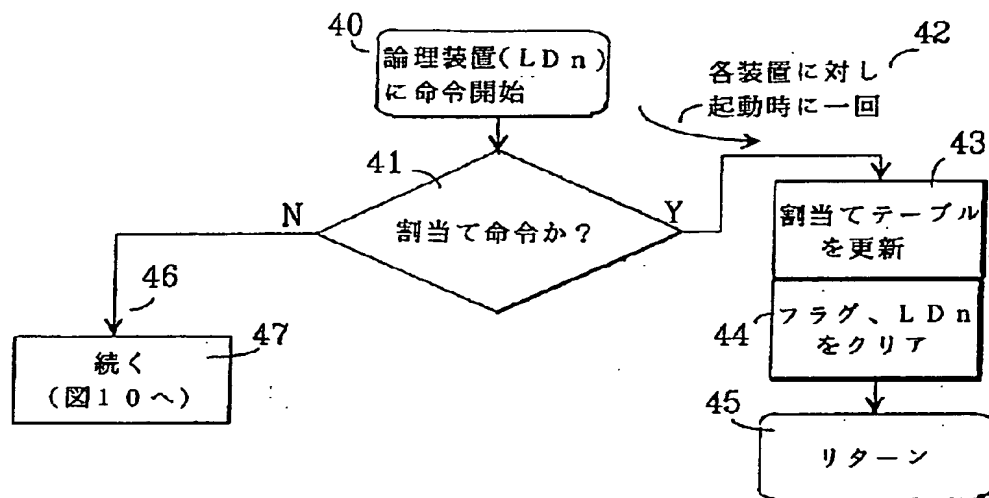 40
論理装置(LDn)
に命令開始
42
各装置に対し
起動時に一回
41
割当て命令か？
N
Y
43
割当てテーブル
を更新
44
フラグ、LDn
をクリア
45
リターン
46
47
続く
(図10へ)